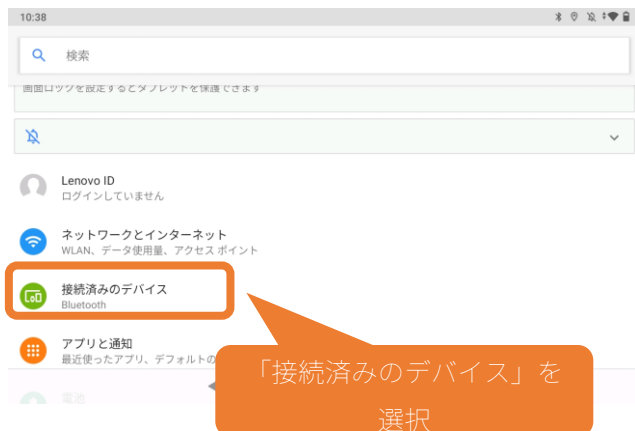 10:38
検索
画面ロックを設定するとタブレットを保護できます
Lenovo ID
ログインしていません
ネットワークとインターネット
WLAN、データ使用量、アクセス ポイント
接続済みのデバイス
Bluetooth
アプリと通知
最近使ったアプリ、デフォルトの
「接続済みのデバイス」を
選択
電池